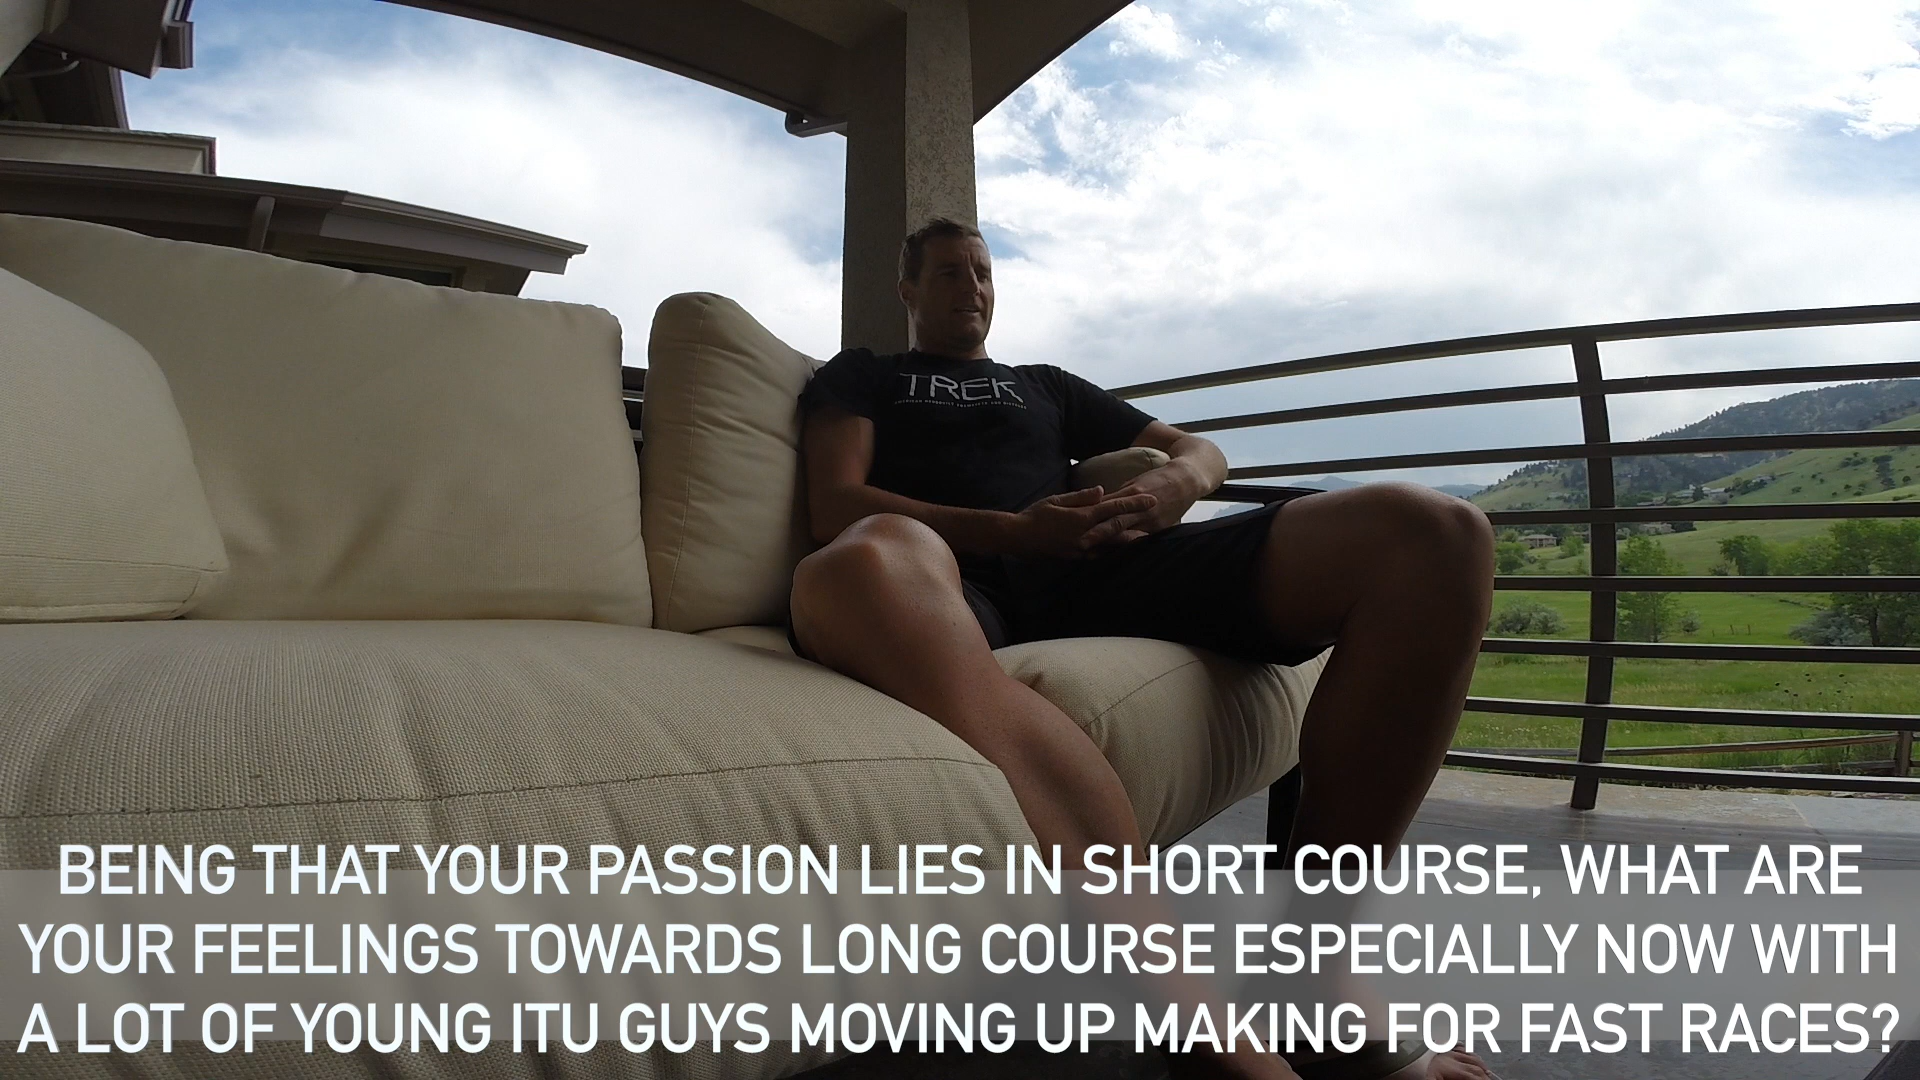 TREK
BEING THAT YOUR PASSION LIES IN SHORT COURSE, WHAT ARE
YOUR FEELINGS TOWARDS LONG COURSE ESPECIALLY NOW WITH
A LOT OF YOUNG ITU GUYS MOVING UP MAKING FOR FAST RACES?